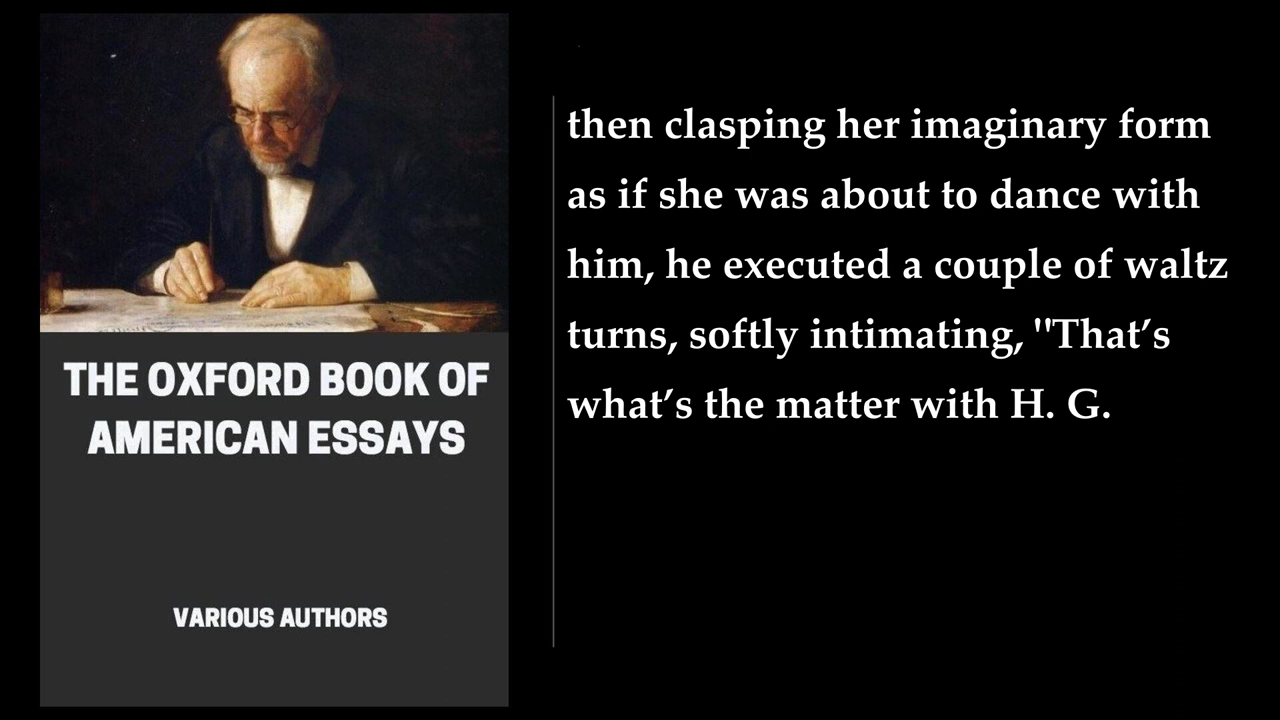 THE OXFORD BOOK OF
AMERICAN ESSAYS
VARIOUS AUTHORS
then clasping her imaginary form
as if she was about to dance with
him, he executed a couple of waltz
turns, softly intimating, "That’s
what’s the matter with H. G.